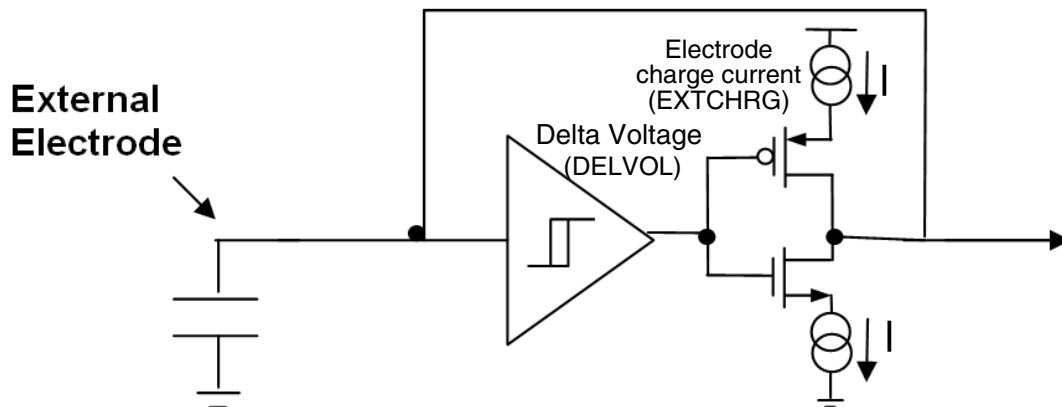 Electrode
charge current
(EXTCHRG)
I
External
Electrode
Delta Voltage
(DELVOL)
I